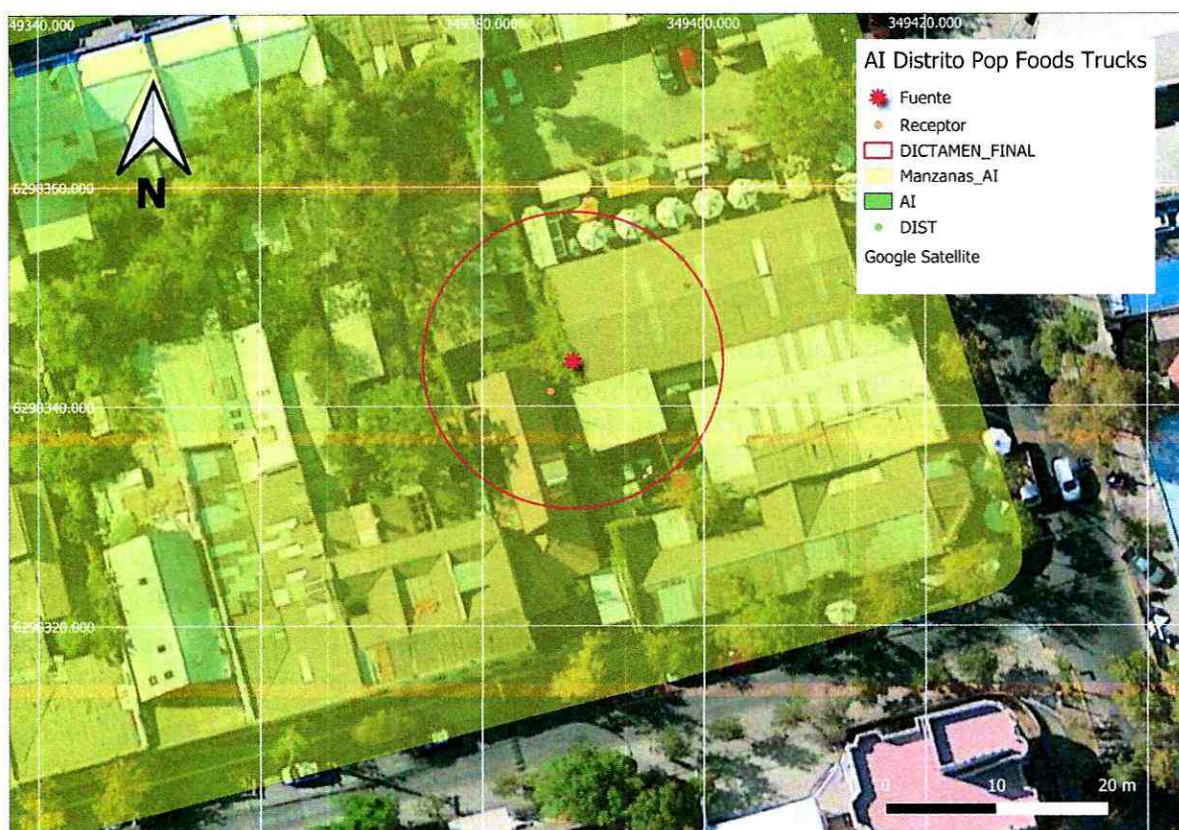 49340.000
349380.0000
349400.000
349420.000
AI Distrito Pop Foods Trucks
Fuente
Receptor
DICTAMEN_FINAL
Manzanas_AI
AI
DIST
Google Satellite
N
6298360.000
6298340.000
6298320.000
0 10 20 m